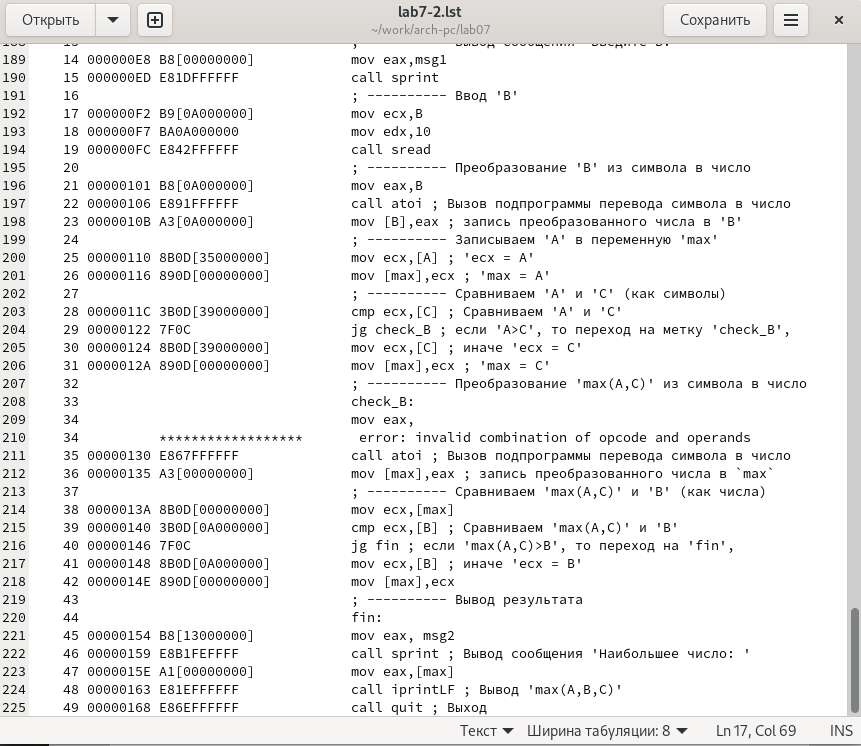 Открыть
lab7-2.lst
~/work/arch-pc/lab07
Сохранить
188 13 ; ---------- Вывод сообщения 'Введите B: '
189 14 000000E8 B8[00000000] mov eax,msg1
190 15 000000ED E81DFFFFFF call sprint
191 16 ; ---------- Ввод 'B'
192 17 000000F2 B9[0A000000] mov ecx,B
193 18 000000F7 BA0A000000 mov edx,10
194 19 000000FC E842FFFFFF call sread
195 20 ; ---------- Преобразование 'B' из символа в число
196 21 00000101 B8[0A000000] mov eax,B
197 22 00000106 E891FFFFFF call atoi ; Вызов подпрограммы перевода символа в число
198 23 0000010B A3[0A000000] mov [B],eax ; запись преобразованного числа в 'B'
199 24 ; ---------- Записываем 'A' в переменную 'max'
200 25 00000110 8B0D[35000000] mov ecx,[A] ; 'ecx = A'
201 26 00000116 890D[00000000] mov [max],ecx ; 'max = A'
202 27 ; ---------- Сравниваем 'A' и 'C' (как символы)
203 28 0000011C 3B0D[39000000] cmp ecx,[C] ; Сравниваем 'A' и 'C'
204 29 00000122 7F0C jg check_B ; если 'A>C', то переход на метку 'check_B',
205 30 00000124 8B0D[39000000] mov ecx,[C] ; иначе 'ecx = C'
206 31 0000012A 890D[00000000] mov [max],ecx ; 'max = C'
207 32 ; ---------- Преобразование 'max(A,C)' из символа в число
208 33 check_B:
209 34 mov eax,
210 34 ****************** error: invalid combination of opcode and operands
211 35 00000130 E867FFFFFF call atoi ; Вызов подпрограммы перевода символа в число
212 36 00000135 A3[00000000] mov [max],eax ; запись преобразованного числа в `max`
213 37 ; ---------- Сравниваем 'max(A,C)' и 'B' (как числа)
214 38 0000013A 8B0D[00000000] mov ecx,[max]
215 39 00000140 3B0D[0A000000] cmp ecx,[B] ; Сравниваем 'max(A,C)' и 'B'
216 40 00000146 7F0C jg fin ; если 'max(A,C)>B', то переход на 'fin',
217 41 00000148 8B0D[0A000000] mov ecx,[B] ; иначе 'ecx = B'
218 42 0000014E 890D[00000000] mov [max],ecx
219 43 ; ---------- Вывод результата
220 44 fin:
221 45 00000154 B8[13000000] mov eax, msg2
222 46 00000159 E8B1FEFFFF call sprint ; Вывод сообщения 'Наибольшее число: '
223 47 0000015E A1[00000000] mov eax,[max]
224 48 00000163 E81EFFFFFF call iprintLF ; Вывод 'max(A,B,C)'
225 49 00000168 E86EFFFFFF call quit ; Выход
Текст Ширина табуляции: 8 Ln 17, Col 69 INS